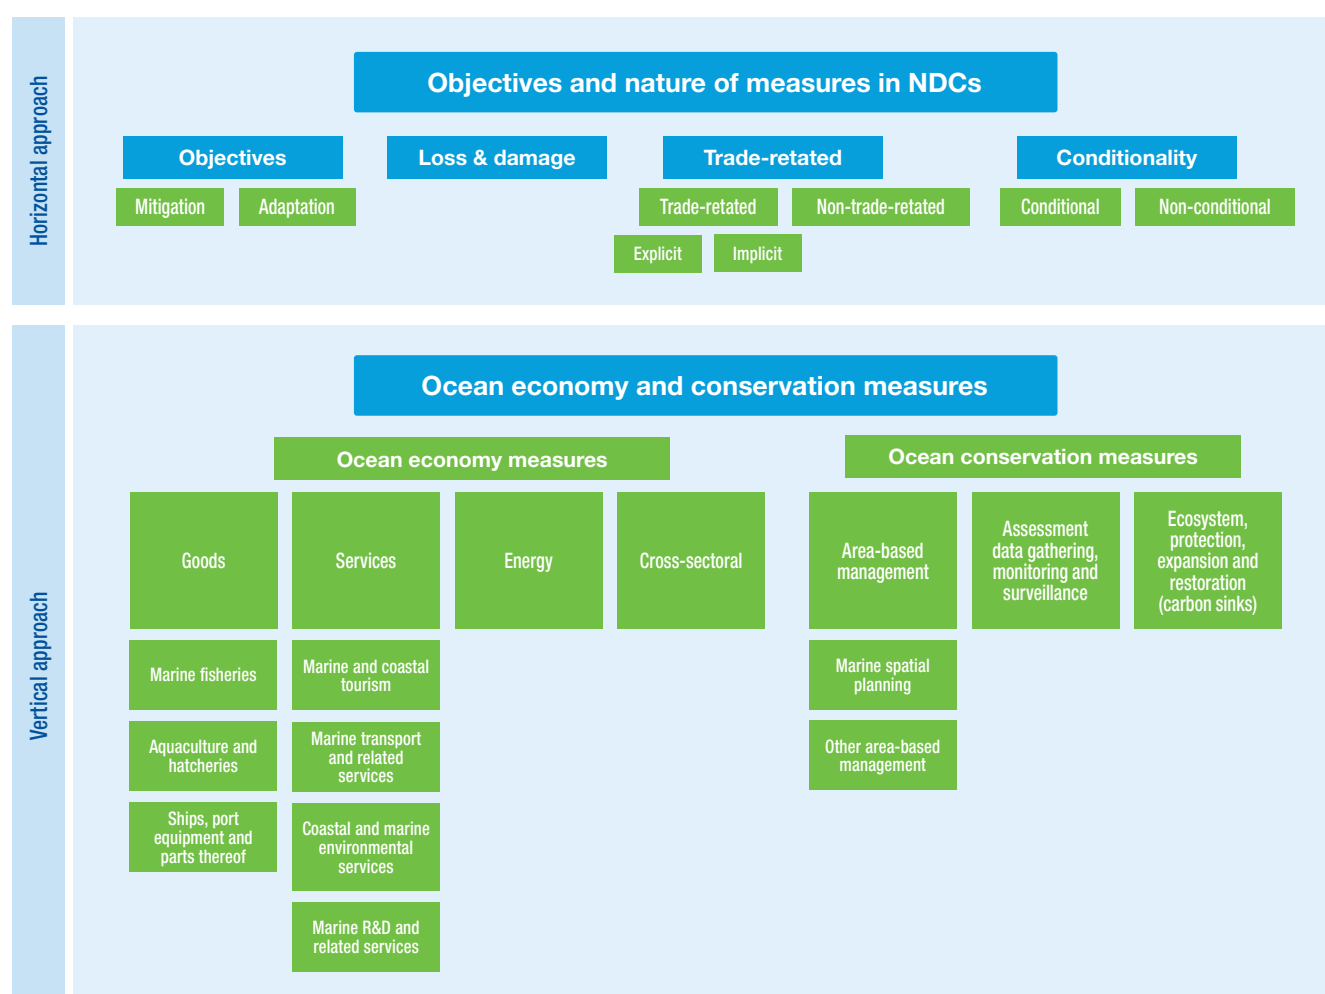 Horizontal approach
Objectives and nature of measures in NDCs
Objectives
Loss & damage
Trade-retated
Conditionality
Mitigation
Adaptation
Trade-retated
Non-trade-retated
Conditional
Non-conditional
Explicit
Implicit
Vertical approach
Ocean economy and conservation measures
Ocean economy measures
Ocean conservation measures
Goods
Services
Energy
Cross-sectoral
Area-based
management
Assessment
data gathering,
monitoring and
surveillance
Ecosystem,
protection,
expansion and
restoration
(carbon sinks)
Marine fisheries
Marine and coastal
tourism
Marine spatial
planning
Aquaculture and
hatcheries
Marine transport
and related
services
Other area-based
management
Ships, port
equipment and
parts thereof
Coastal and marine
environmental
services
Marine R&D and
related services